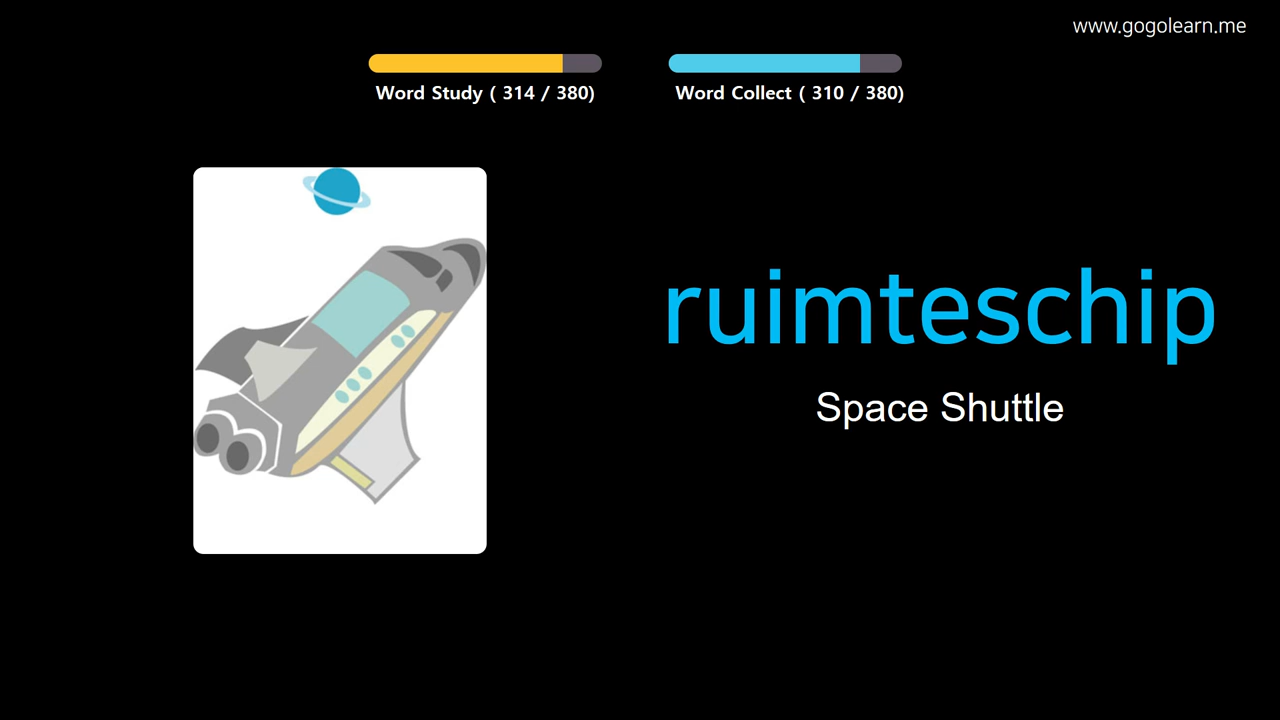 www.gogolearn.me
Word Study ( 314 / 380)
Word Collect ( 310 / 380)
ruimteschip
Space Shuttle